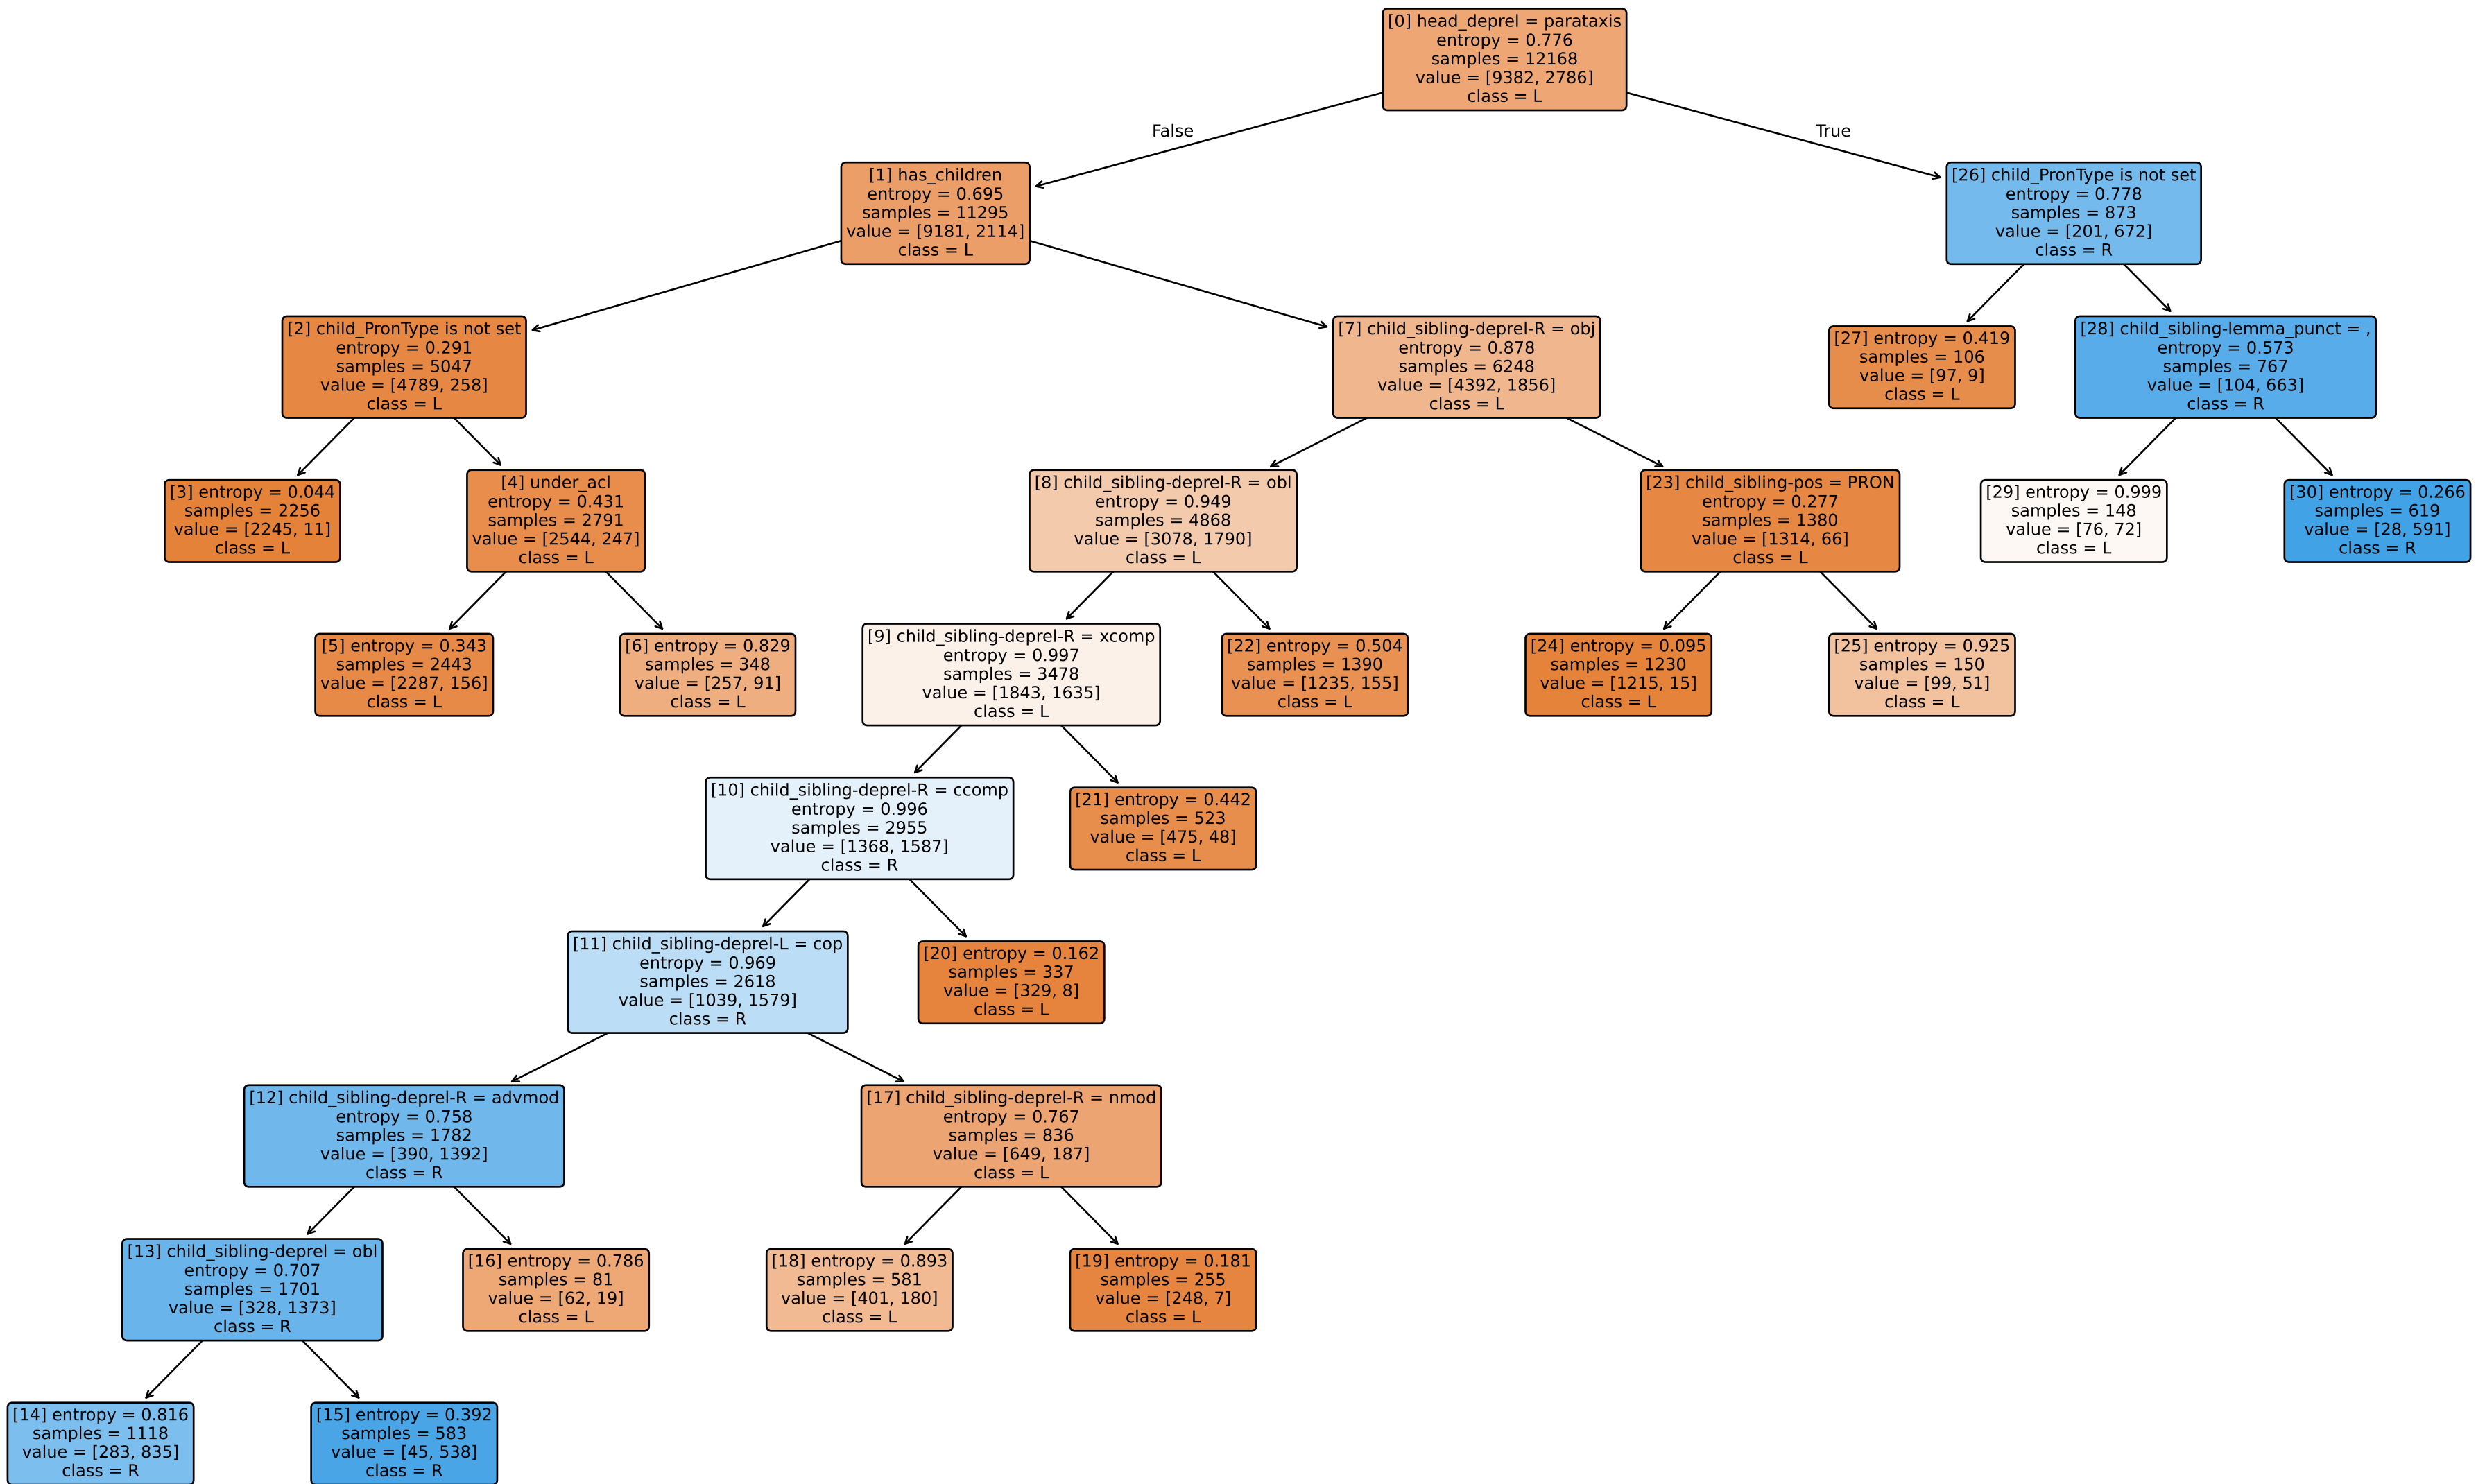 [0] head_deprel = parataxis
entropy = 0.776
samples = 12168
value = [9382, 2786]
class = L
False
True
[1] has_children
entropy = 0.695
samples = 11295
value = [9181, 2114]
class = L
[26] child_PronType is not set
entropy = 0.778
samples = 873
value = [201, 672]
class = R
[2] child_PronType is not set
entropy = 0.291
samples = 5047
value = [4789, 258]
class = L
[7] child_sibling-deprel-R = obj
entropy = 0.878
samples = 6248
value = [4392, 1856]
class = L
[27] entropy = 0.419
samples = 106
value = [97, 9]
class = L
[28] child_sibling-lemma_punct = ,
entropy = 0.573
samples = 767
value = [104, 663]
class = R
[3] entropy = 0.044
samples = 2256
value = [2245, 11]
class = L
[4] under_acl
entropy = 0.431
samples = 2791
value = [2544, 247]
class = L
[8] child_sibling-deprel-R = obl
entropy = 0.949
samples = 4868
value = [3078, 1790]
class = L
[23] child_sibling-pos = PRON
entropy = 0.277
samples = 1380
value = [1314, 66]
class = L
[29] entropy = 0.999
samples = 148
value = [76, 72]
class = L
[30] entropy = 0.266
samples = 619
value = [28, 591]
class = R
[5] entropy = 0.343
samples = 2443
value = [2287, 156]
class = L
[6] entropy = 0.829
samples = 348
value = [257, 91]
class = L
[9] child_sibling-deprel-R = xcomp
entropy = 0.997
samples = 3478
value = [1843, 1635]
class = L
[22] entropy = 0.504
samples = 1390
value = [1235, 155]
class = L
[24] entropy = 0.095
samples = 1230
value = [1215, 15]
class = L
[25] entropy = 0.925
samples = 150
value = [99, 51]
class = L
[10] child_sibling-deprel-R = ccomp
entropy = 0.996
samples = 2955
value = [1368, 1587]
class = R
[21] entropy = 0.442
samples = 523
value = [475, 48]
class = L
[11] child_sibling-deprel-L = cop
entropy = 0.969
samples = 2618
value = [1039, 1579]
class = R
[20] entropy = 0.162
samples = 337
value = [329, 8]
class = L
[12] child_sibling-deprel-R = advmod
entropy = 0.758
samples = 1782
value = [390, 1392]
class = R
[17] child_sibling-deprel-R = nmod
entropy = 0.767
samples = 836
value = [649, 187]
class = L
[13] child_sibling-deprel = obl
entropy = 0.707
samples = 1701
value = [328, 1373]
class = R
[16] entropy = 0.786
samples = 81
value = [62, 19]
class = L
[18] entropy = 0.893
samples = 581
value = [401, 180]
class = L
[19] entropy = 0.181
samples = 255
value = [248, 7]
class = L
[14] entropy = 0.816
samples = 1118
value = [283, 835]
class = R
[15] entropy = 0.392
samples = 583
value = [45, 538]
class = R